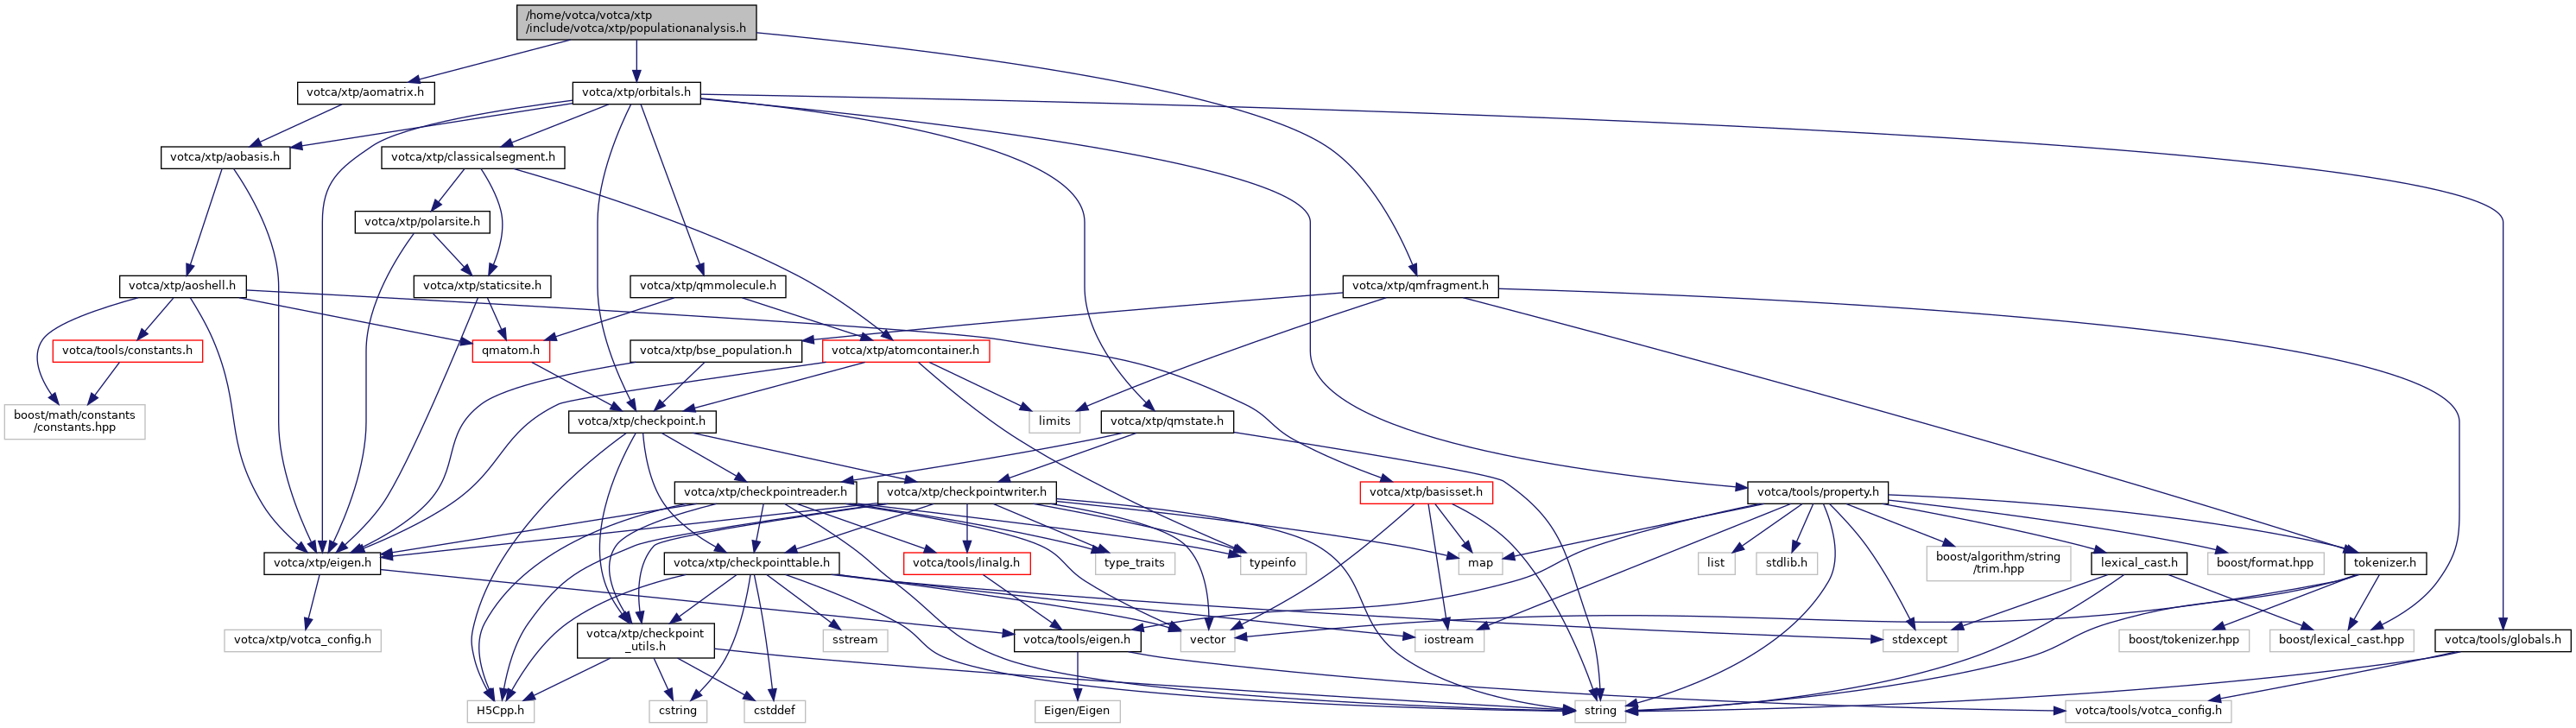 /home/votca/votca/xtp
/include/votca/xtp/populationanalysis.h
votca/xtp/aomatrix.h
votca/xtp/orbitals.h
votca/xtp/aobasis.h
votca/xtp/classicalsegment.h
votca/xtp/polarsite.h
votca/xtp/aoshell.h
votca/xtp/staticsite.h
votca/xtp/qmmolecule.h
votca/xtp/qmfragment.h
votca/tools/constants.h
qmatom.h
votca/xtp/bse_population.h
votca/xtp/atomcontainer.h
boost/math/constants
/constants.hpp
votca/xtp/checkpoint.h
limits
votca/xtp/qmstate.h
votca/xtp/checkpointreader.h
votca/xtp/checkpointwriter.h
votca/xtp/basisset.h
votca/tools/property.h
votca/xtp/eigen.h
votca/xtp/checkpointtable.h
votca/tools/linalg.h
type_traits
typeinfo
map
list
stdlib.h
boost/algorithm/string
/trim.hpp
lexical_cast.h
boost/format.hpp
tokenizer.h
votca/xtp/votca_config.h
votca/xtp/checkpoint
_utils.h
sstream
votca/tools/eigen.h
vector
iostream
stdexcept
boost/tokenizer.hpp
boost/lexical_cast.hpp
votca/tools/globals.h
H5Cpp.h
cstring
cstddef
Eigen/Eigen
string
votca/tools/votca_config.h